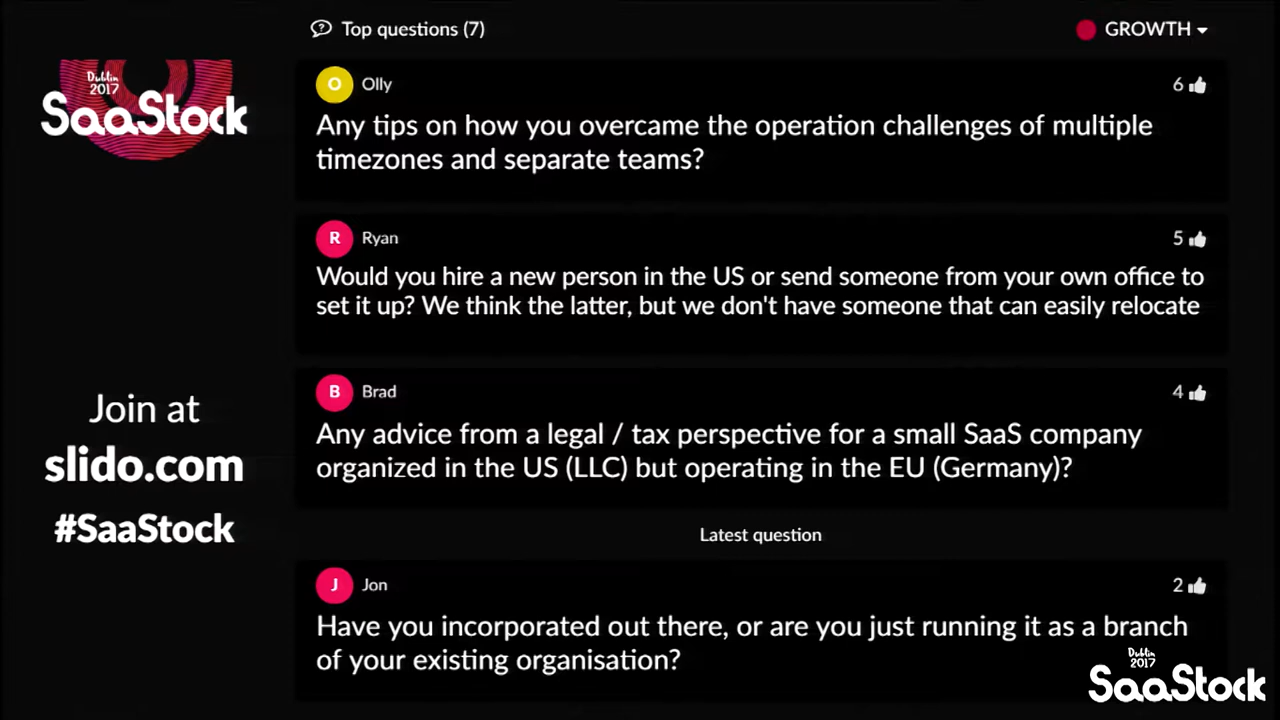 Top questions (7)
GROWTH
Dublin
2017
SaaStock
O Olly 6
Any tips on how you overcame the operation challenges of multiple
timezones and separate teams?
R Ryan 5
Would you hire a new person in the US or send someone from your own office to
set it up? We think the latter, but we don't have someone that can easily relocate
B Brad 4
Any advice from a legal / tax perspective for a small SaaS company
organized in the US (LLC) but operating in the EU (Germany)?
Join at
slido.com
#SaaStock
Latest question
J Jon 2
Have you incorporated out there, or are you just running it as a branch
of your existing organisation?
Dublin
2017
SaaStock